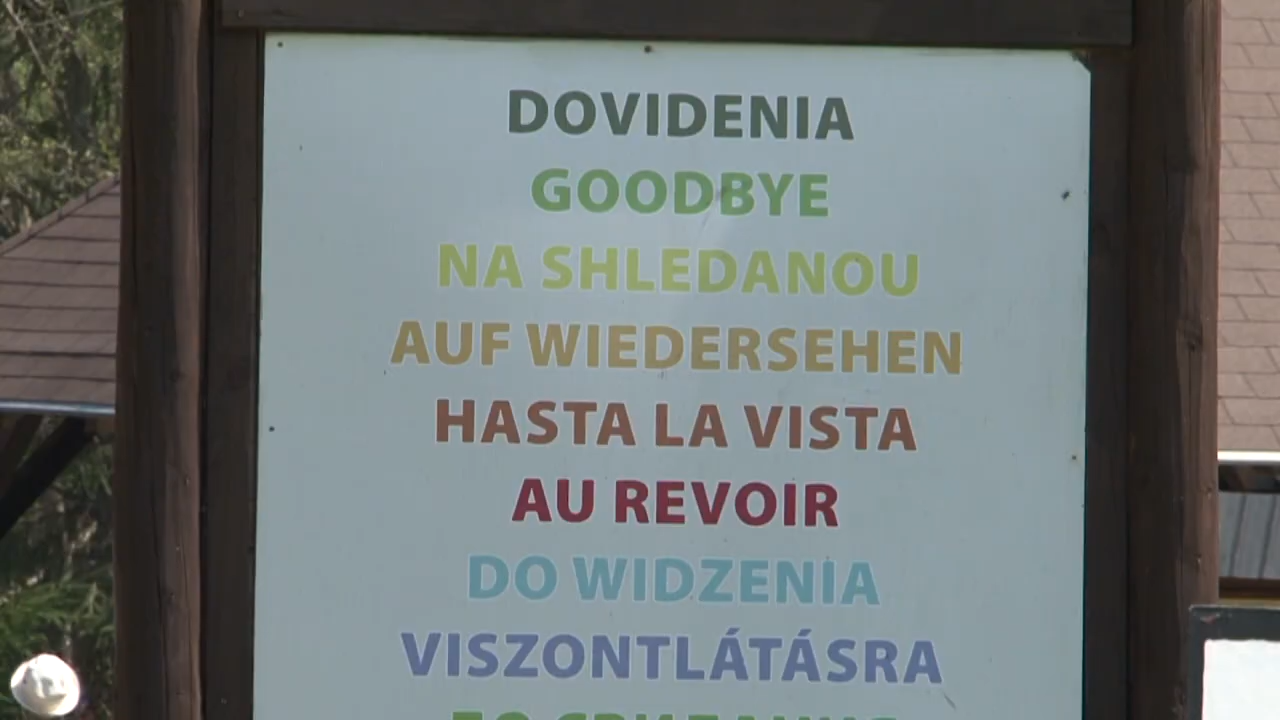 DOVIDENIA
GOODBYE
NA SHLEDANOU
AUF WIEDERSEHEN
HASTA LA VISTA
AU REVOIR
DO WIDZENIA
VISZONTLÁTÁSRA